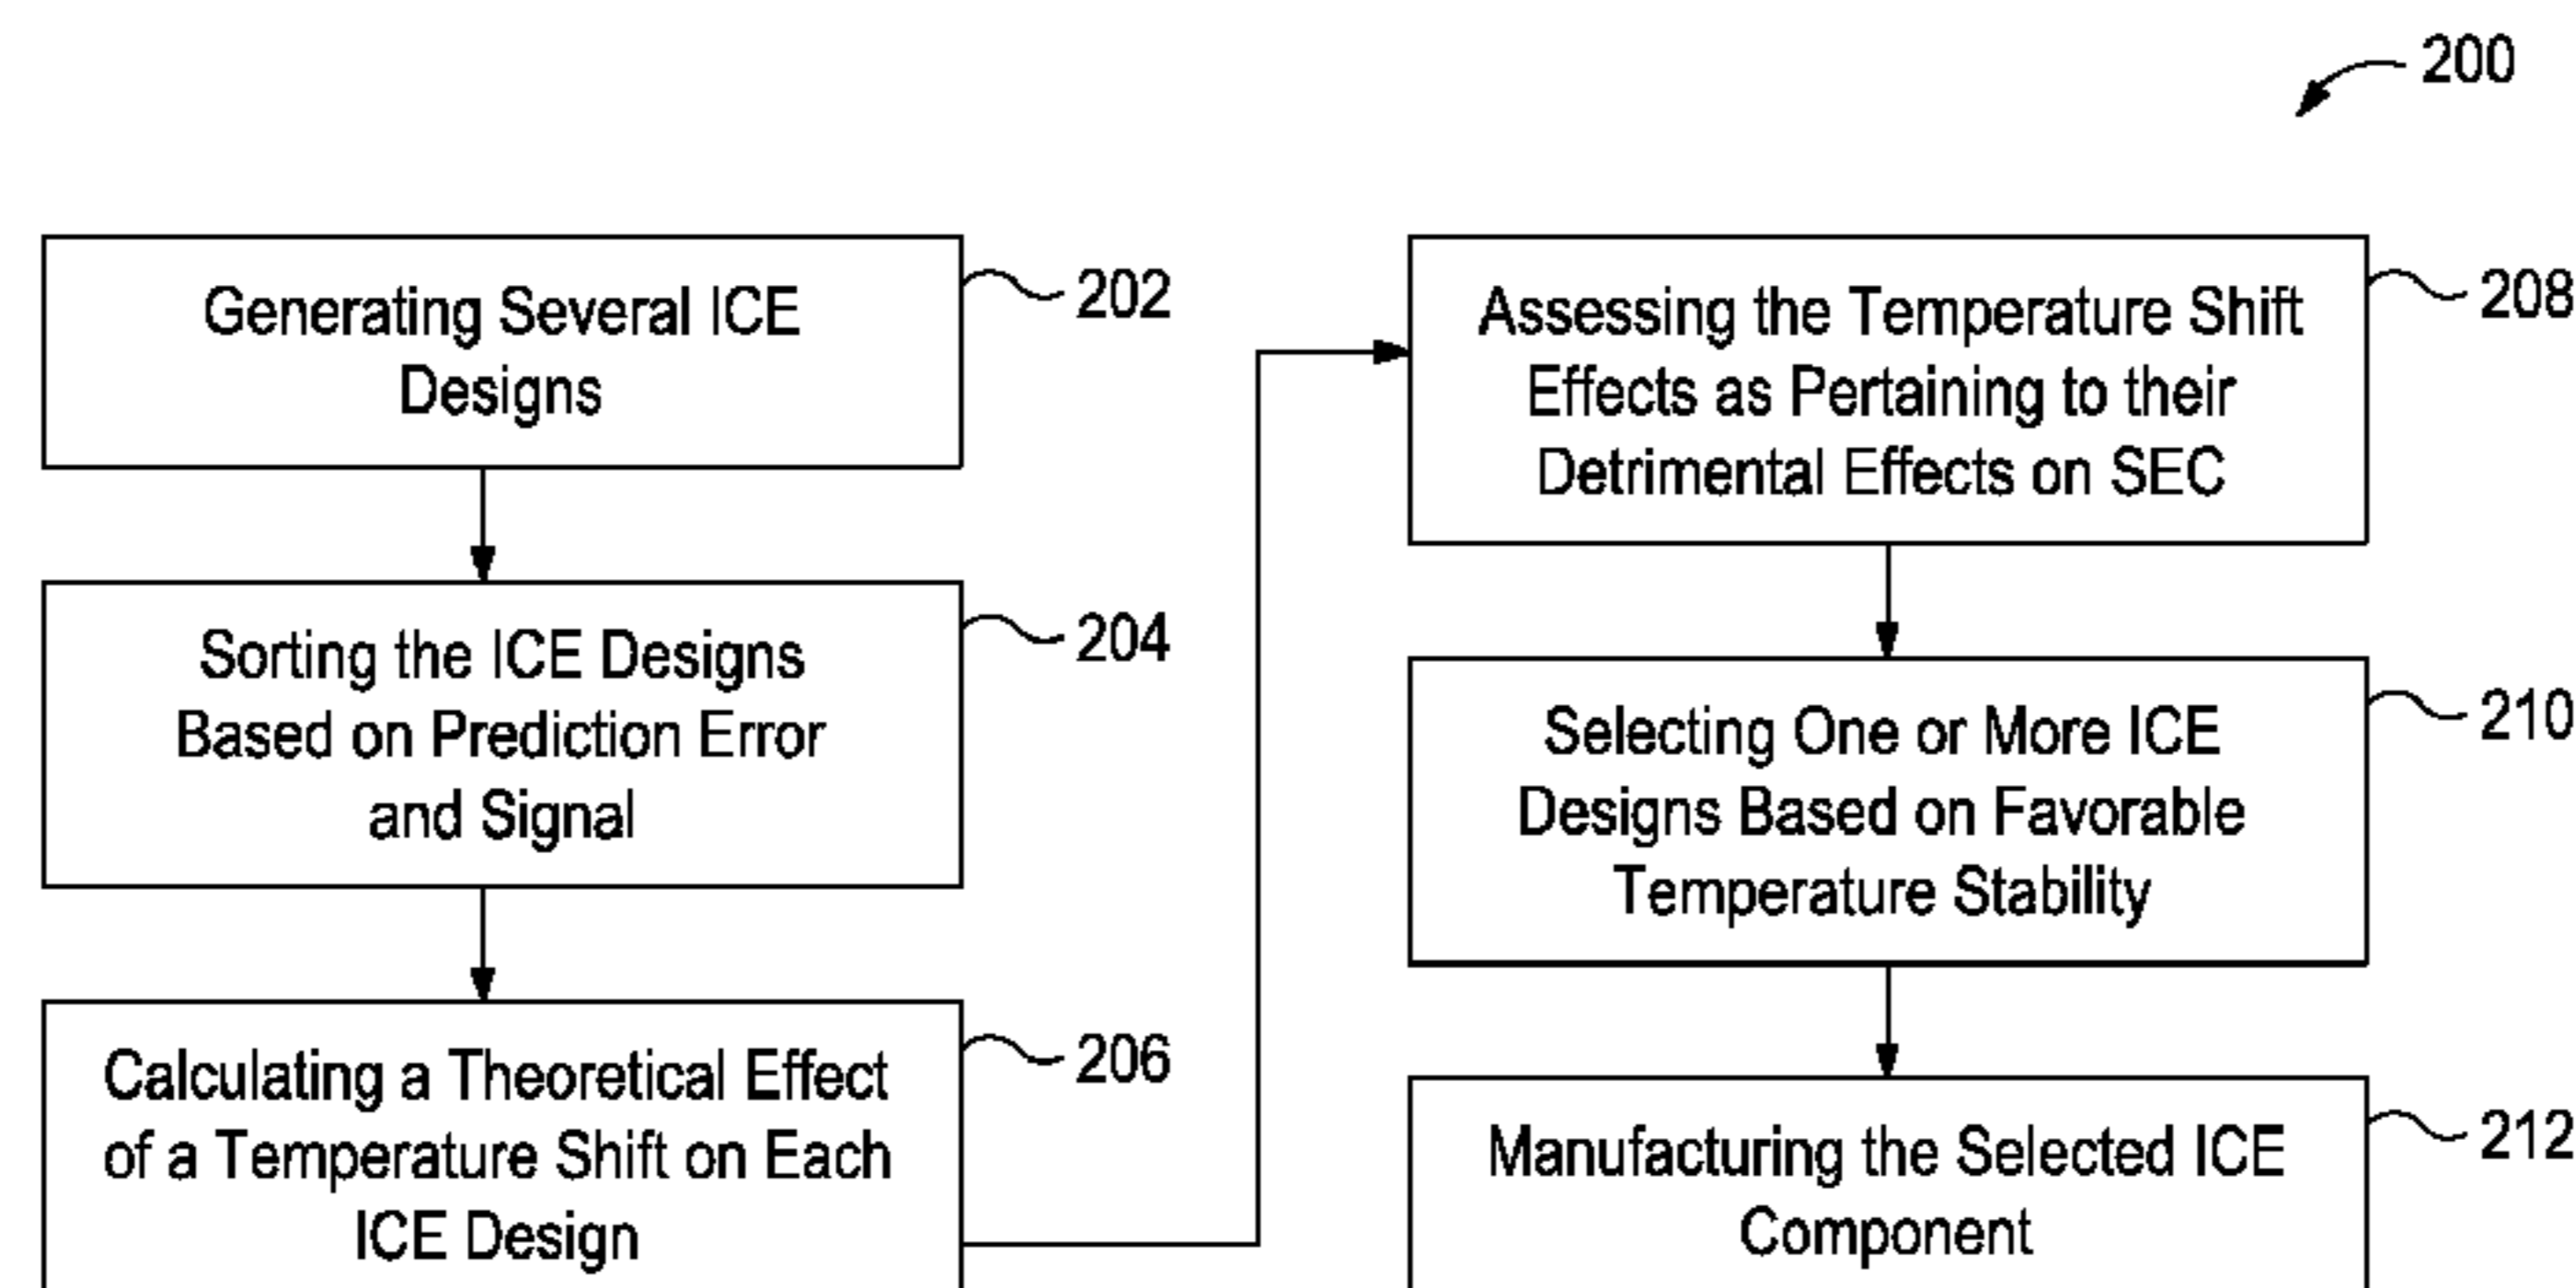 200
Generating Several ICE
Designs
202
Sorting the ICE Designs
Based on Prediction Error
and Signal
204
Calculating a Theoretical Effect
of a Temperature Shift on Each
ICE Design
206
Assessing the Temperature Shift
Effects as Pertaining to their
Detrimental Effects on SEC
208
Selecting One or More ICE
Designs Based on Favorable
Temperature Stability
210
Manufacturing the Selected ICE
Component
212